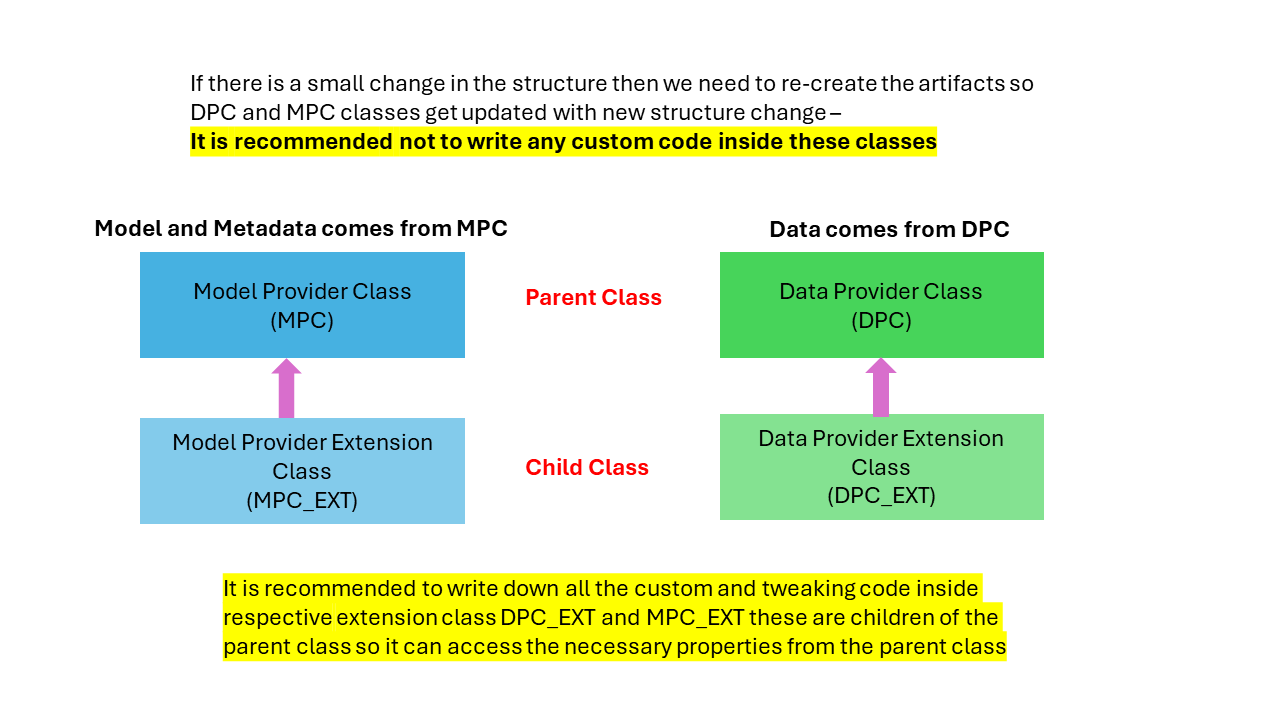 If there is a small change in the structure then we need to re-create the artifacts so
DPC and MPC classes get updated with new structure change –
It is recommended not to write any custom code inside these classes
Model and Metadata comes from MPC
Data comes from DPC
Model Provider Class
(MPC)
Parent Class
Data Provider Class
(DPC)
Model Provider Extension
Class
(MPC_EXT)
Child Class
Data Provider Extension
Class
(DPC_EXT)
It is recommended to write down all the custom and tweaking code inside
respective extension class DPC_EXT and MPC_EXT these are children of the
parent class so it can access the necessary properties from the parent class